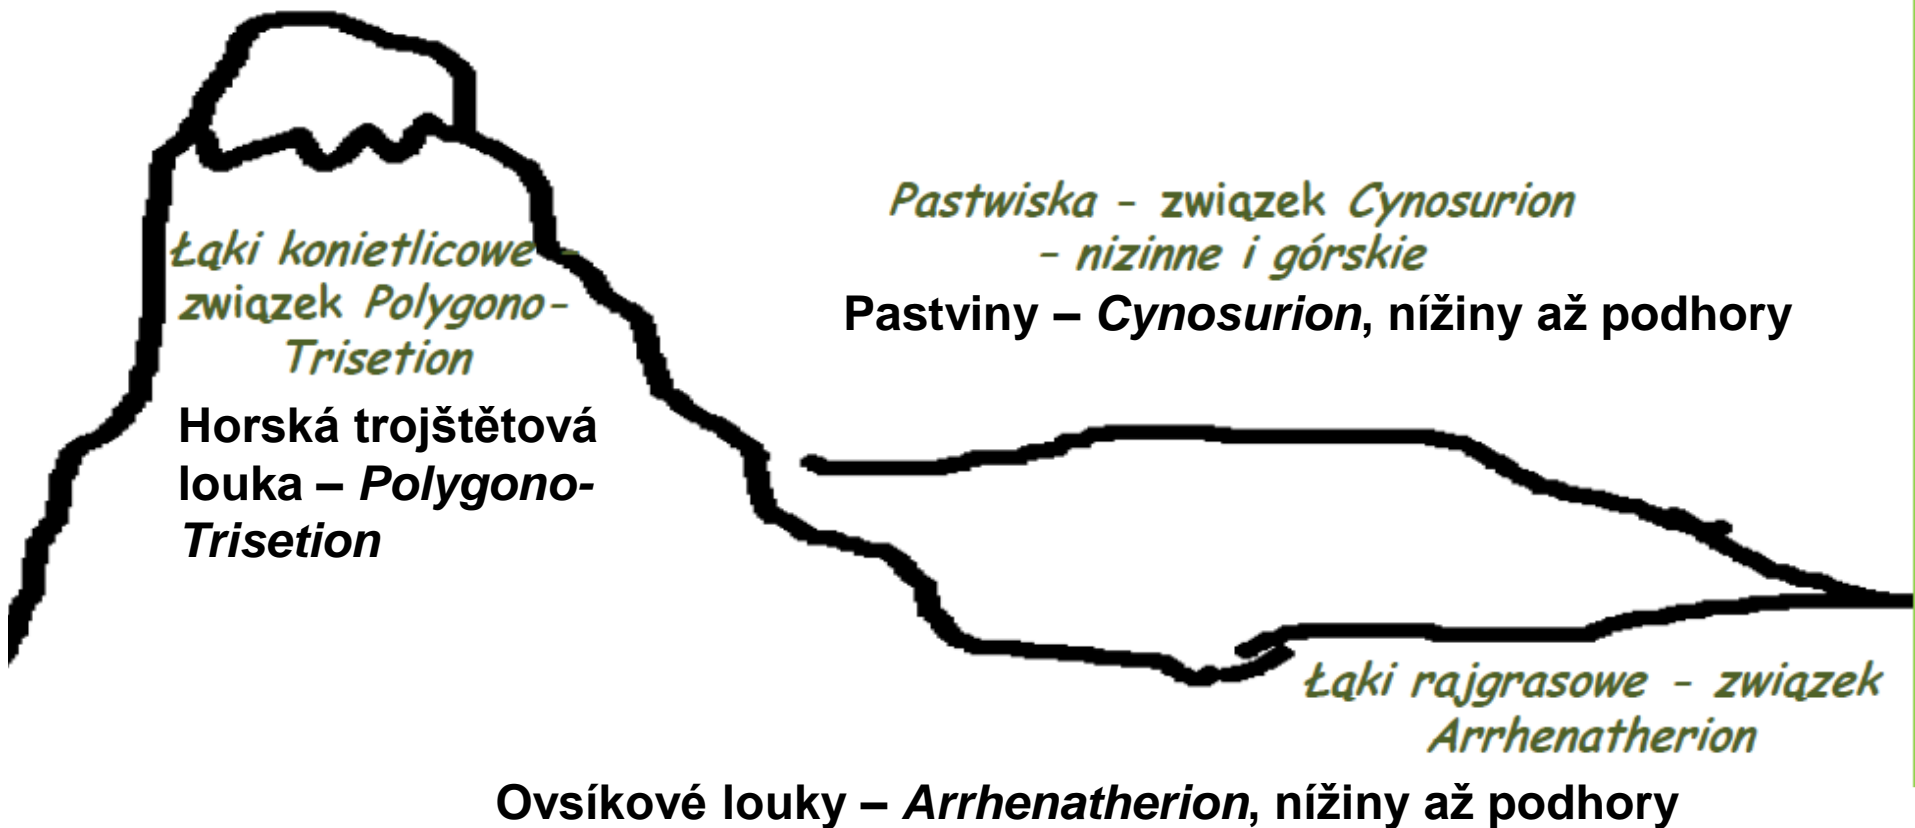 Pastwiska - związek Cynosurion
- nizinne i górskie
Pastviny – Cynosurion, nížiny až podhory
Łąki konietlicowe -
związek Polygono-
Trisetion
Horská trojštětová
louka – Polygono-
Trisetion
Łąki rajgrasowe - związek
Arrhenatherion
Ovsíkové louky – Arrhenatherion, nížiny až podhory